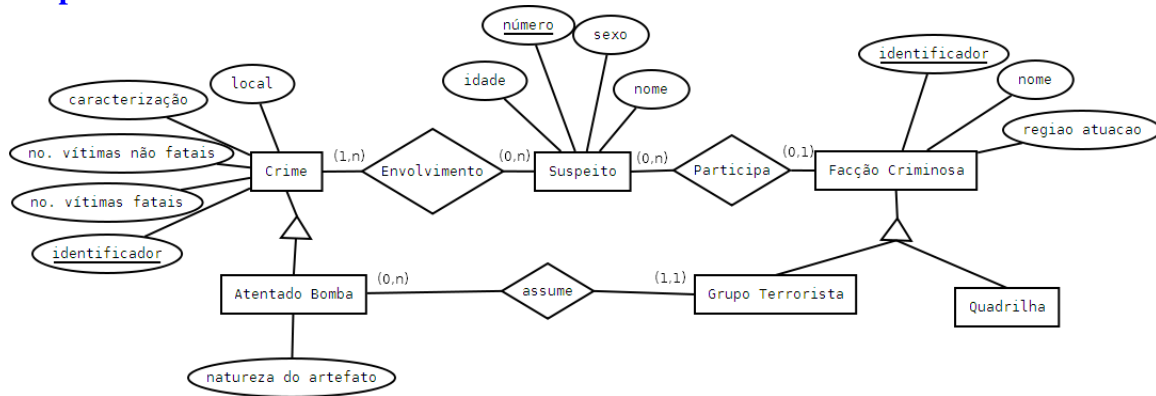 número
sexo
identificador
local
idade
nome
nome
caracterização
regiao atuacao
no. vítimas não fatais
(1,n)
(0,n)
(0,n)
(0,1)
Crime
Envolvimento
Suspeito
Participa
Facção Criminosa
no. vítimas fatais
identificador
(0,n)
(1,1)
Atentado Bomba
assume
Grupo Terrorista
Quadrilha
natureza do artefato